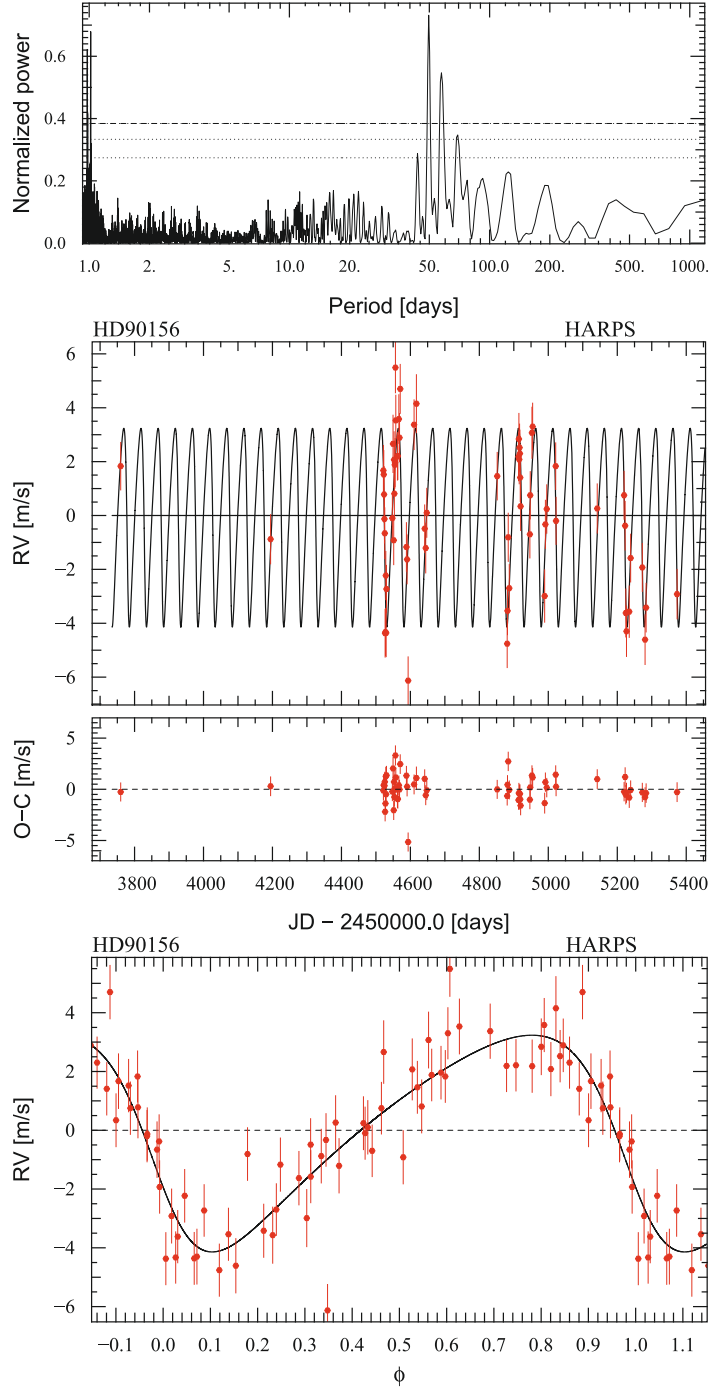 Normalized power
0.6
0.4
0.2
0.0
1.0 2. 5. 10.0 20. 50. 100.0 200. 500. 1000.
Period [days]
HD90156 HARPS
RV [m/s]
6
4
2
0
−2
−4
−6
O−C [m/s]
5
0
−5
3800 4000 4200 4400 4600 4800 5000 5200 5400
JD − 2450000.0 [days]
HD90156 HARPS
RV [m/s]
4
2
0
−2
−4
−6
−0.1 0.0 0.1 0.2 0.3 0.4 0.5 0.6 0.7 0.8 0.9 1.0 1.1
ϕ